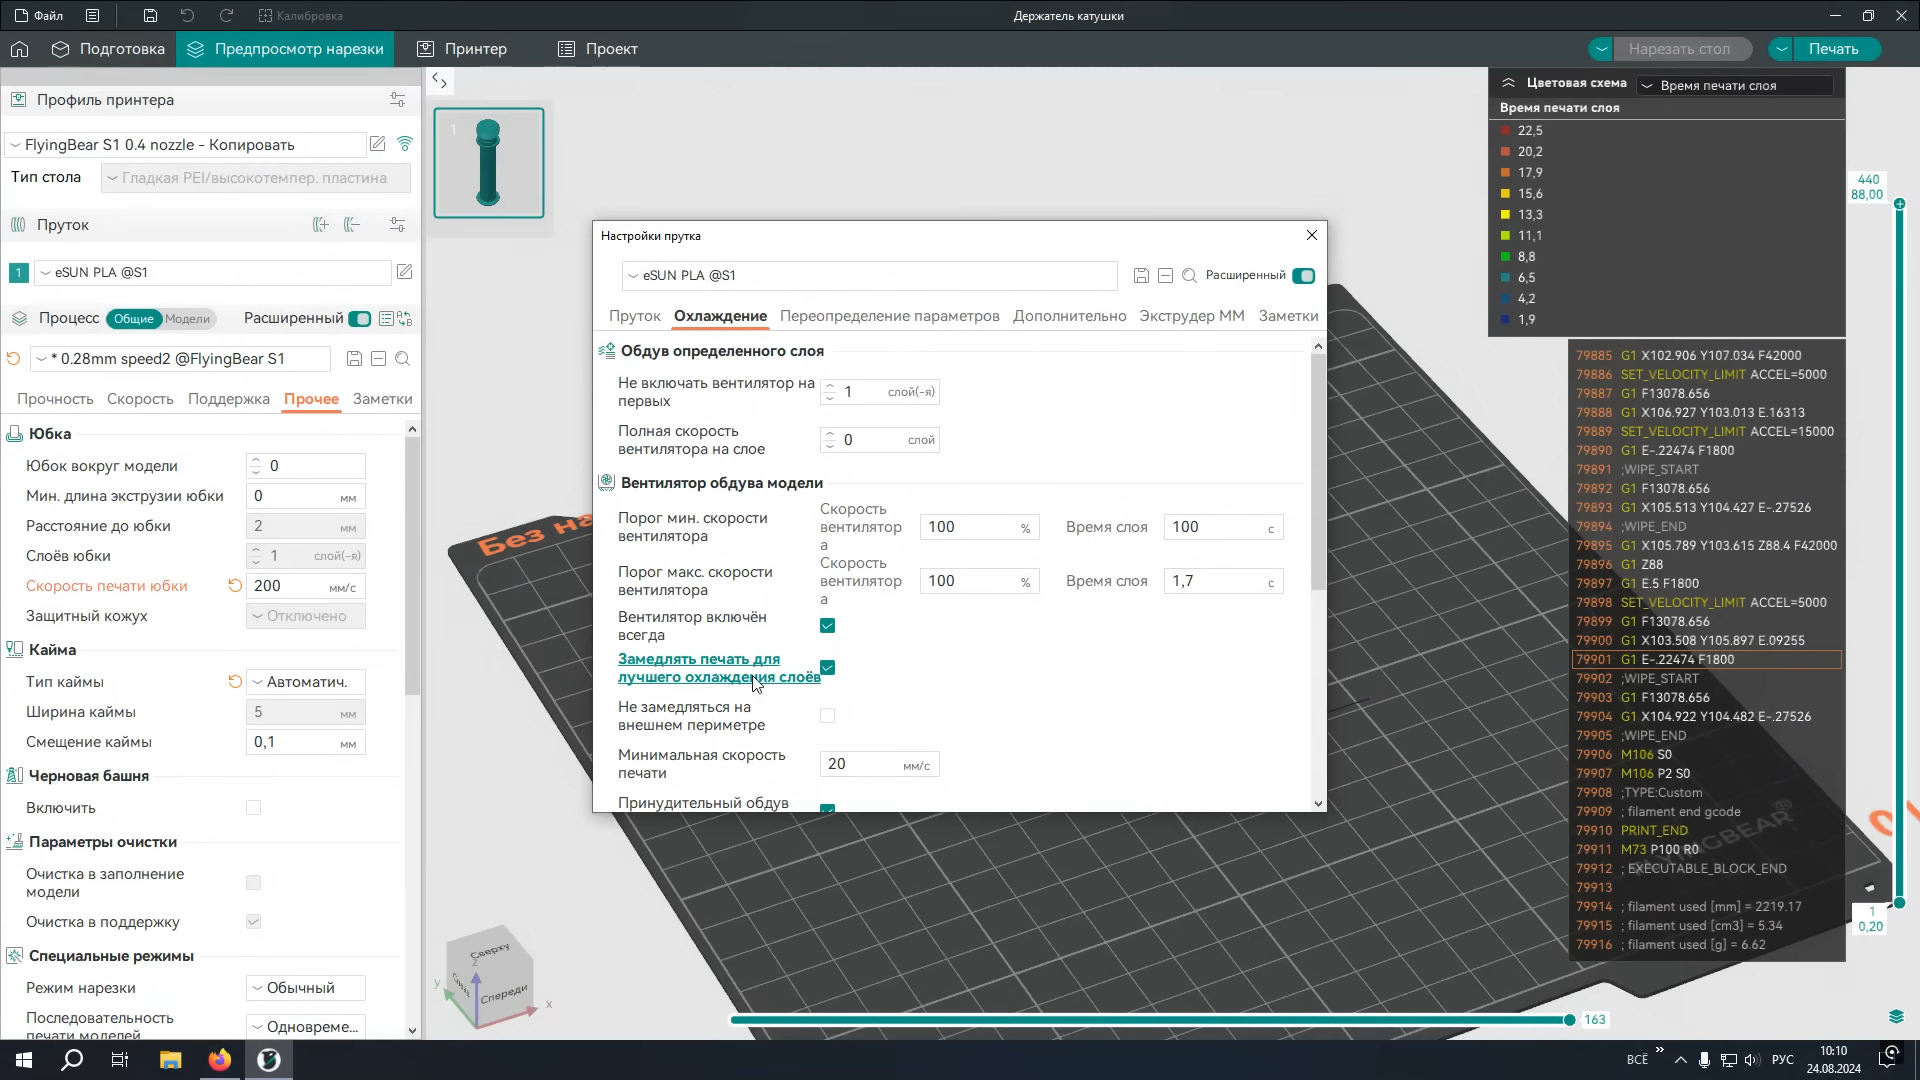 Файл
Калибровка
Держатель катушки
Подготовка
Предпросмотр нарезки
Принтер
Проект
Нарезать стол
Печать
Профиль принтера
FlyingBear S1 0.4 nozzle - Копировать
Тип стола
Гладкая PEI/высокотемпер. пластина
Пруток
1
eSUN PLA @S1
Процесс
Общие
Модели
Расширенный
* 0.28mm speed2 @FlyingBear S1
Прочность
Скорость
Поддержка
Прочее
Заметки
Юбка
Юбок вокруг модели
0
Мин. длина экструзии юбки
0 мм
Расстояние до юбки
2 мм
Слоёв юбки
1 слой(-я)
Скорость печати юбки
200 мм/с
Защитный кожух
Отключено
Кайма
Тип каймы
Автоматич.
Ширина каймы
5 мм
Смещение каймы
0,1 мм
Черновая башня
Включить
Параметры очистки
Очистка в заполнение
модели
Очистка в поддержку
Специальные режимы
Режим нарезки
Обычный
Последовательность
печати моделей
Одновреме...
1
Настройки прутка
eSUN PLA @S1
Расширенный
Пруток
Охлаждение
Переопределение параметров
Дополнительно
Экструдер ММ
Заметки
Обдув определенного слоя
Не включать вентилятор на
первых
1 слой(-я)
Полная скорость
вентилятора на слое
0 слой
Вентилятор обдува модели
Порог мин. скорости
вентилятора
Скорость
вентилятор
а
100 %
Время слоя
100 с
Порог макс. скорости
вентилятора
Скорость
вентилятор
а
100 %
Время слоя
1,7 с
Вентилятор включён
всегда
Замедлять печать для
лучшего охлаждения слоёв
Не замедляться на
внешнем периметре
Минимальная скорость
печати
20 мм/с
Принудительный обдув
Без на
Цветовая схема
Время печати слоя
Время печати слоя
22,5
20,2
17,9
15,6
13,3
11,1
8,8
6,5
4,2
1,9
440
88,00
79885 G1 X102.906 Y107.034 F42000
79886 SET_VELOCITY_LIMIT ACCEL=5000
79887 G1 F13078.656
79888 G1 X106.927 Y103.013 E.16313
79889 SET_VELOCITY_LIMIT ACCEL=15000
79890 G1 E-.22474 F1800
79891 ;WIPE_START
79892 G1 F13078.656
79893 G1 X105.513 Y104.427 E-.27526
79894 ;WIPE_END
79895 G1 X105.789 Y103.615 Z88.4 F42000
79896 G1 Z88
79897 G1 E.5 F1800
79898 SET_VELOCITY_LIMIT ACCEL=5000
79899 G1 F13078.656
79900 G1 X103.508 Y105.897 E.09255
79901 G1 E-.22474 F1800
79902 ;WIPE_START
79903 G1 F13078.656
79904 G1 X104.922 Y104.482 E-.27526
79905 ;WIPE_END
79906 M106 S0
79907 M106 P2 S0
79908 ;TYPE:Custom
79909 ; filament end gcode
79910 PRINT_END
79911 M73 P100 R0
79912 ; EXECUTABLE_BLOCK_END
79913
79914 ; filament used [mm] = 2219.17
79915 ; filament used [cm3] = 5.34
79916 ; filament used [g] = 6.62
FLYINGBEAR
1
0,20
Сверху
Спереди
x
y
z
163
ВСЁ
РУС
10:10
24.08.2024